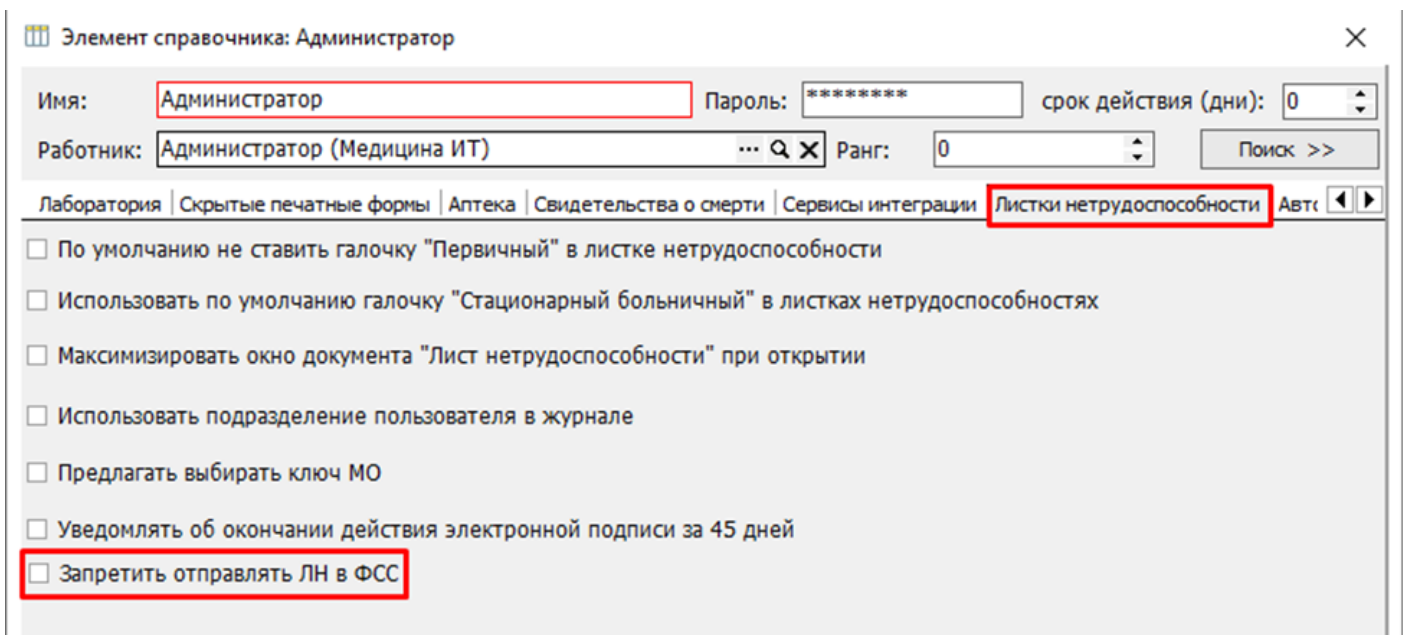 Элемент справочника: Администратор
Имя: Администратор Пароль: ******** срок действия (дни): 0
Работник: Администратор (Медицина ИТ) ... Ранг: 0 Поиск >>
Лаборатория Скрытые печатные формы Аптека Свидетельства о смерти Сервисы интеграции Листки нетрудоспособности Авто
По умолчанию не ставить галочку "Первичный" в листке нетрудоспособности
Использовать по умолчанию галочку "Стационарный больничный" в листках нетрудоспособностях
Максимизировать окно документа "Лист нетрудоспособности" при открытии
Использовать подразделение пользователя в журнале
Предлагать выбирать ключ МО
Уведомлять об окончании действия электронной подписи за 45 дней
Запретить отправлять ЛН в ФСС